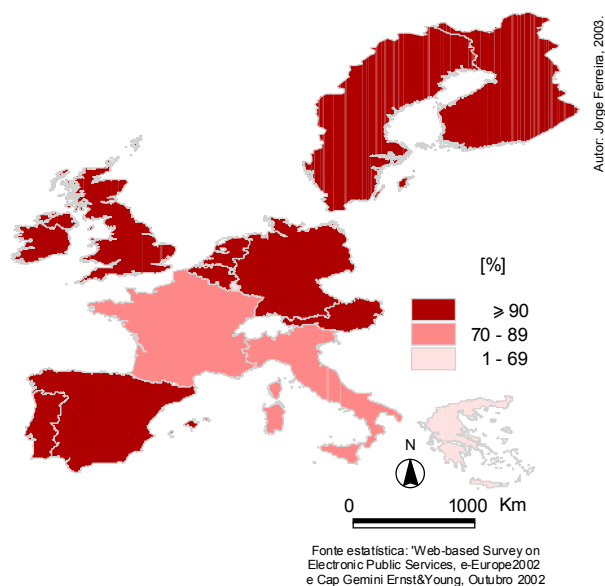 Autor: Jorge Ferreira, 2003.
[%]
⩾ 90
70 - 89
1 - 69
N
0 1000 Km
Fonte estatística: 'Web-based Survey on
Electronic Public Services, e-Europe2002
e Cap Gemini Ernst&Young, Outubro 2002